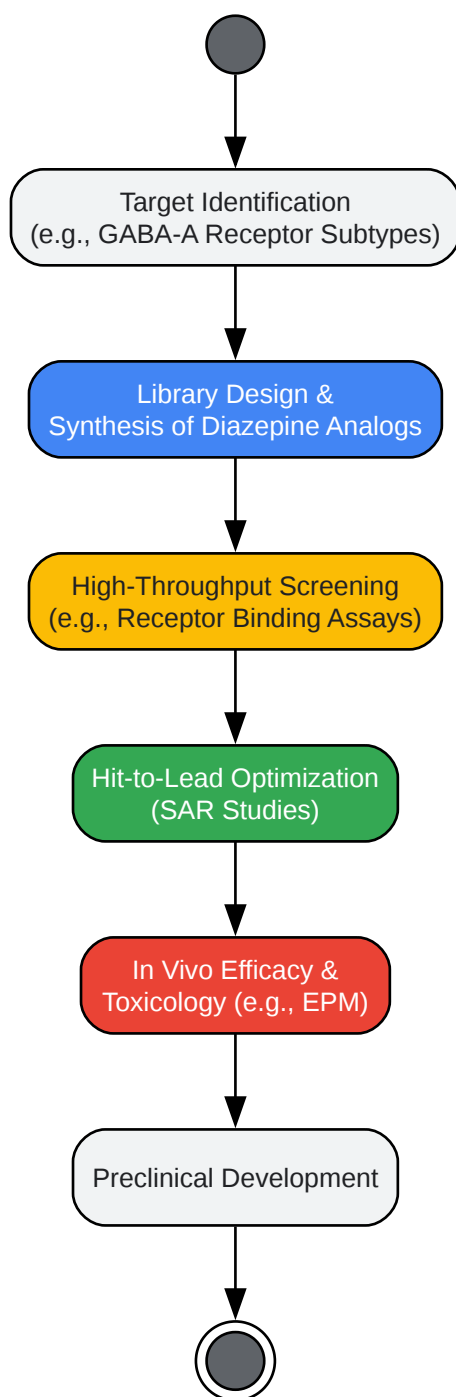 Target Identification
(e.g., GABA-A Receptor Subtypes)
Library Design &
Synthesis of Diazepine Analogs
High-Throughput Screening
(e.g., Receptor Binding Assays)
Hit-to-Lead Optimization
(SAR Studies)
In Vivo Efficacy &
Toxicology (e.g., EPM)
Preclinical Development